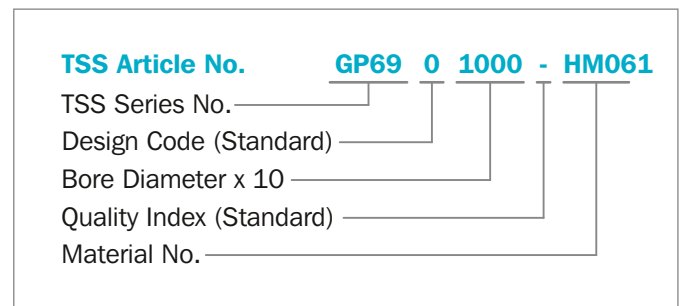 TSS Article No. GP69 0 1000 - HM061
TSS Series No.
Design Code (Standard)
Bore Diameter x 10
Quality Index (Standard)
Material No.